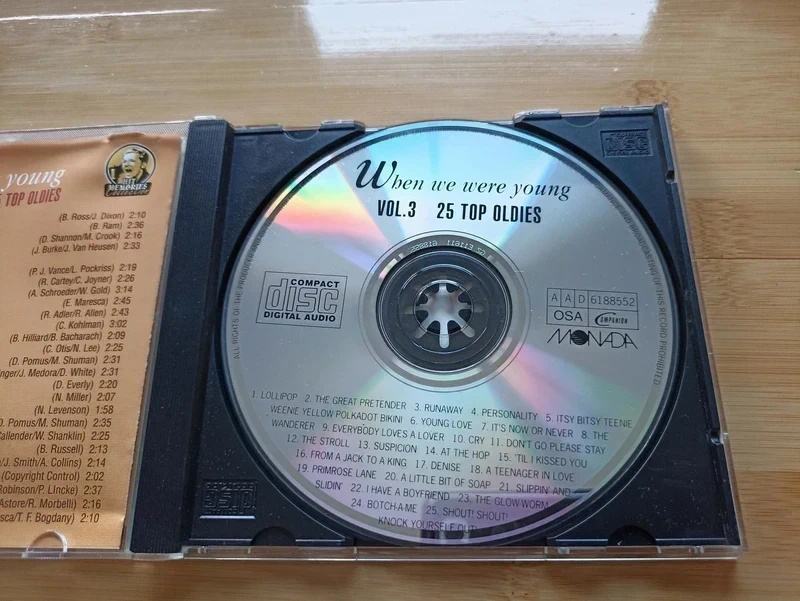 young
5 TOP OLDIES
HIT
MEMORIES
(B. Ross/J. Dixon) 2:10
(B. Ram) 2:36
(D. Shannon/M. Crook) 2:16
(J. Burke/J. Van Heusen) 2:33
(P. J. Vance/L. Pockriss) 2:19
(R. Cartey/C. Joyner) 2:26
(A. Schroeder/W. Gold) 3:14
(E. Maresca) 2:45
(R. Adler/R. Allen) 2:43
(C. Kohlman) 3:02
(B. Hilliard/B. Bacharach) 2:09
(C. Otis/N. Lee) 2:25
(D. Pomus/M. Shuman) 2:31
inger/J. Medora/D. White) 2:31
(D. Everly) 2:20
(N. Miller) 2:07
(N. Levenson) 1:58
D. Pomus/M. Shuman) 2:35
Callender/W. Shanklin) 2:25
(B. Russell) 2:13
/J. Smith/A. Collins) 2:14
(Copyright Control) 2:02
Robinson/P. Lincke) 2:37
Astore/R. Morbelli) 2:16
sca/T. F. Bogdany) 2:10
When we were young
VOL.3 25 TOP OLDIES
COMPACT
disc
DIGITAL AUDIO
A A D 6188552
OSA COMPANION
MONADA
1. LOLLIPOP 2. THE GREAT PRETENDER 3. RUNAWAY 4. PERSONALITY 5. ITSY BITSY TEENIE
WEENIE YELLOW POLKADOT BIKINI 6. YOUNG LOVE 7. IT'S NOW OR NEVER 8. THE
WANDERER 9. EVERYBODY LOVES A LOVER 10. CRY 11. DON'T GO PLEASE STAY
12. THE STROLL 13. SUSPICION 14. AT THE HOP 15. 'TIL I KISSED YOU
16. FROM A JACK TO A KING 17. DENISE 18. A TEENAGER IN LOVE
19. PRIMROSE LANE 20. A LITTLE BIT OF SOAP 21. SLIPPIN' AND
SLIDIN' 22. I HAVE A BOYFRIEND 23. THE GLOW-WORM
24. BOTCH-A-ME 25. SHOUT! SHOUT!
KNOCK YOURSELF OUT!